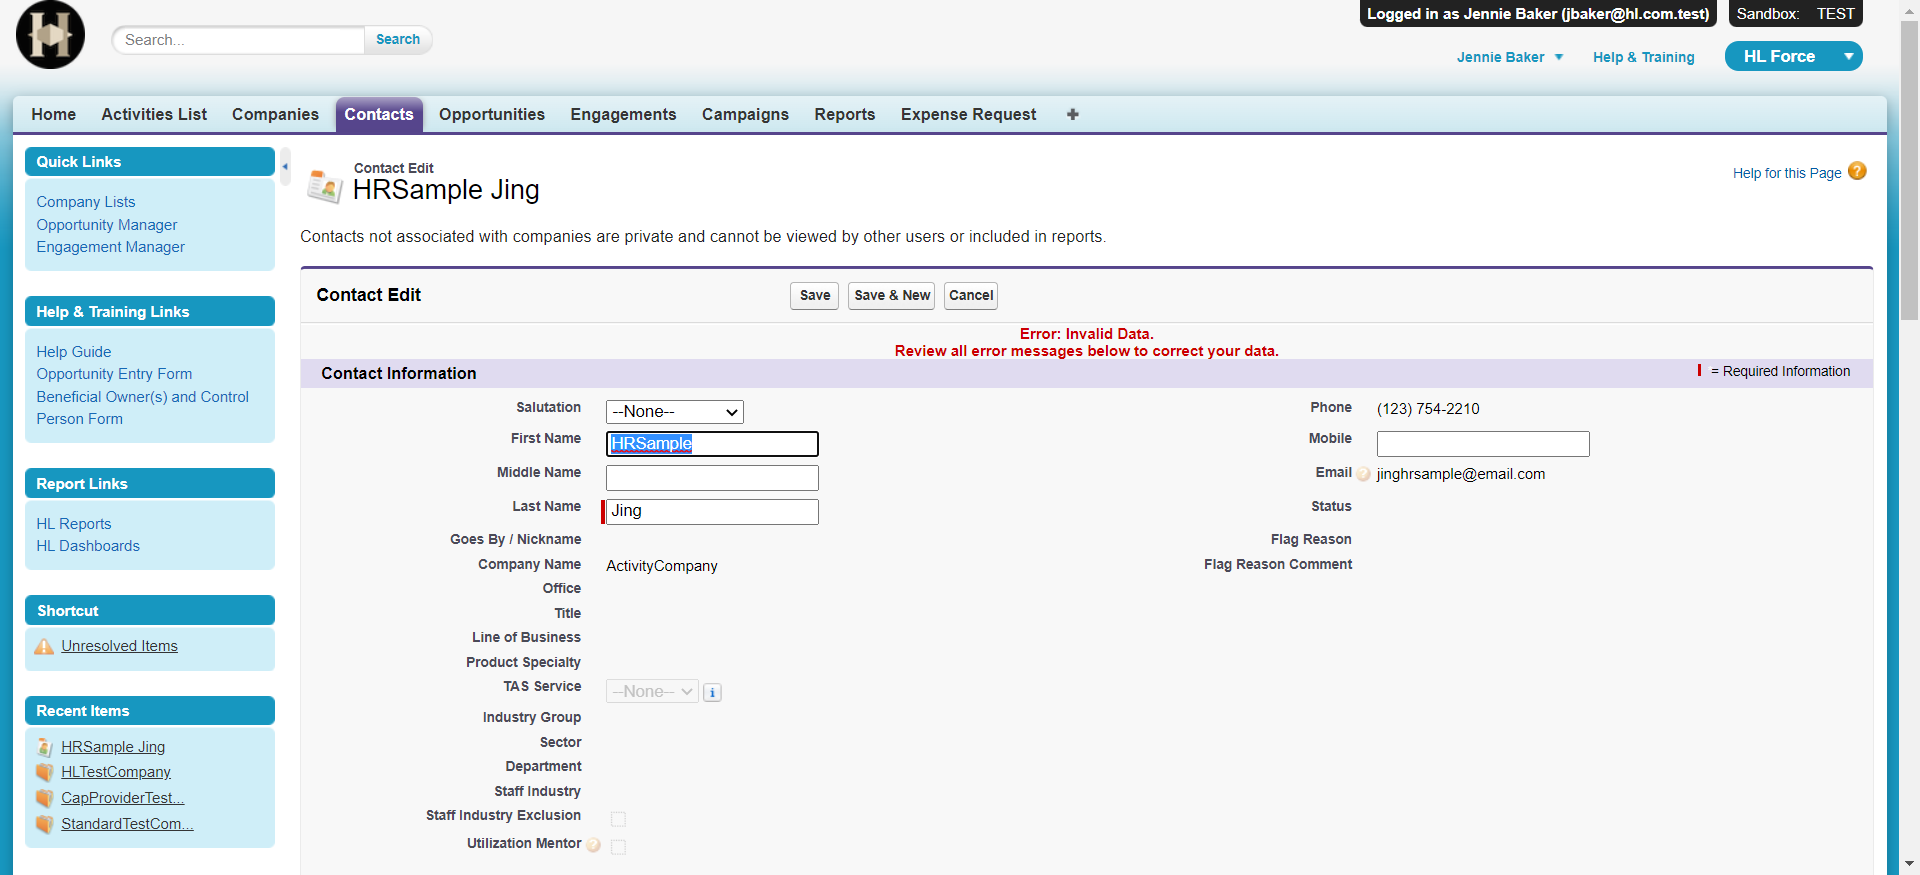 Logged in as Jennie Baker (jbaker@hl.com.test)
Sandbox: TEST
H
Search...
Search
Jennie Baker
Help & Training
HL Force
Home
Activities List
Companies
Contacts
Opportunities
Engagements
Campaigns
Reports
Expense Request
Quick Links
Company Lists
Opportunity Manager
Engagement Manager
Help & Training Links
Help Guide
Opportunity Entry Form
Beneficial Owner(s) and Control
Person Form
Report Links
HL Reports
HL Dashboards
Shortcut
Unresolved Items
Recent Items
HRSample Jing
HLTestCompany
CapProviderTest...
StandardTestCom...
Contact Edit
HRSample Jing
Help for this Page
Contacts not associated with companies are private and cannot be viewed by other users or included in reports.
Contact Edit
Save
Save & New
Cancel
Error: Invalid Data.
Review all error messages below to correct your data.
Contact Information
= Required Information
Salutation
--None--
First Name
HRSample
Middle Name
Last Name
Jing
Goes By / Nickname
Company Name
ActivityCompany
Office
Title
Line of Business
Product Specialty
TAS Service
--None--
Industry Group
Sector
Department
Staff Industry
Staff Industry Exclusion
Utilization Mentor
Phone
(123) 754-2210
Mobile
Email
jinghrsample@email.com
Status
Flag Reason
Flag Reason Comment